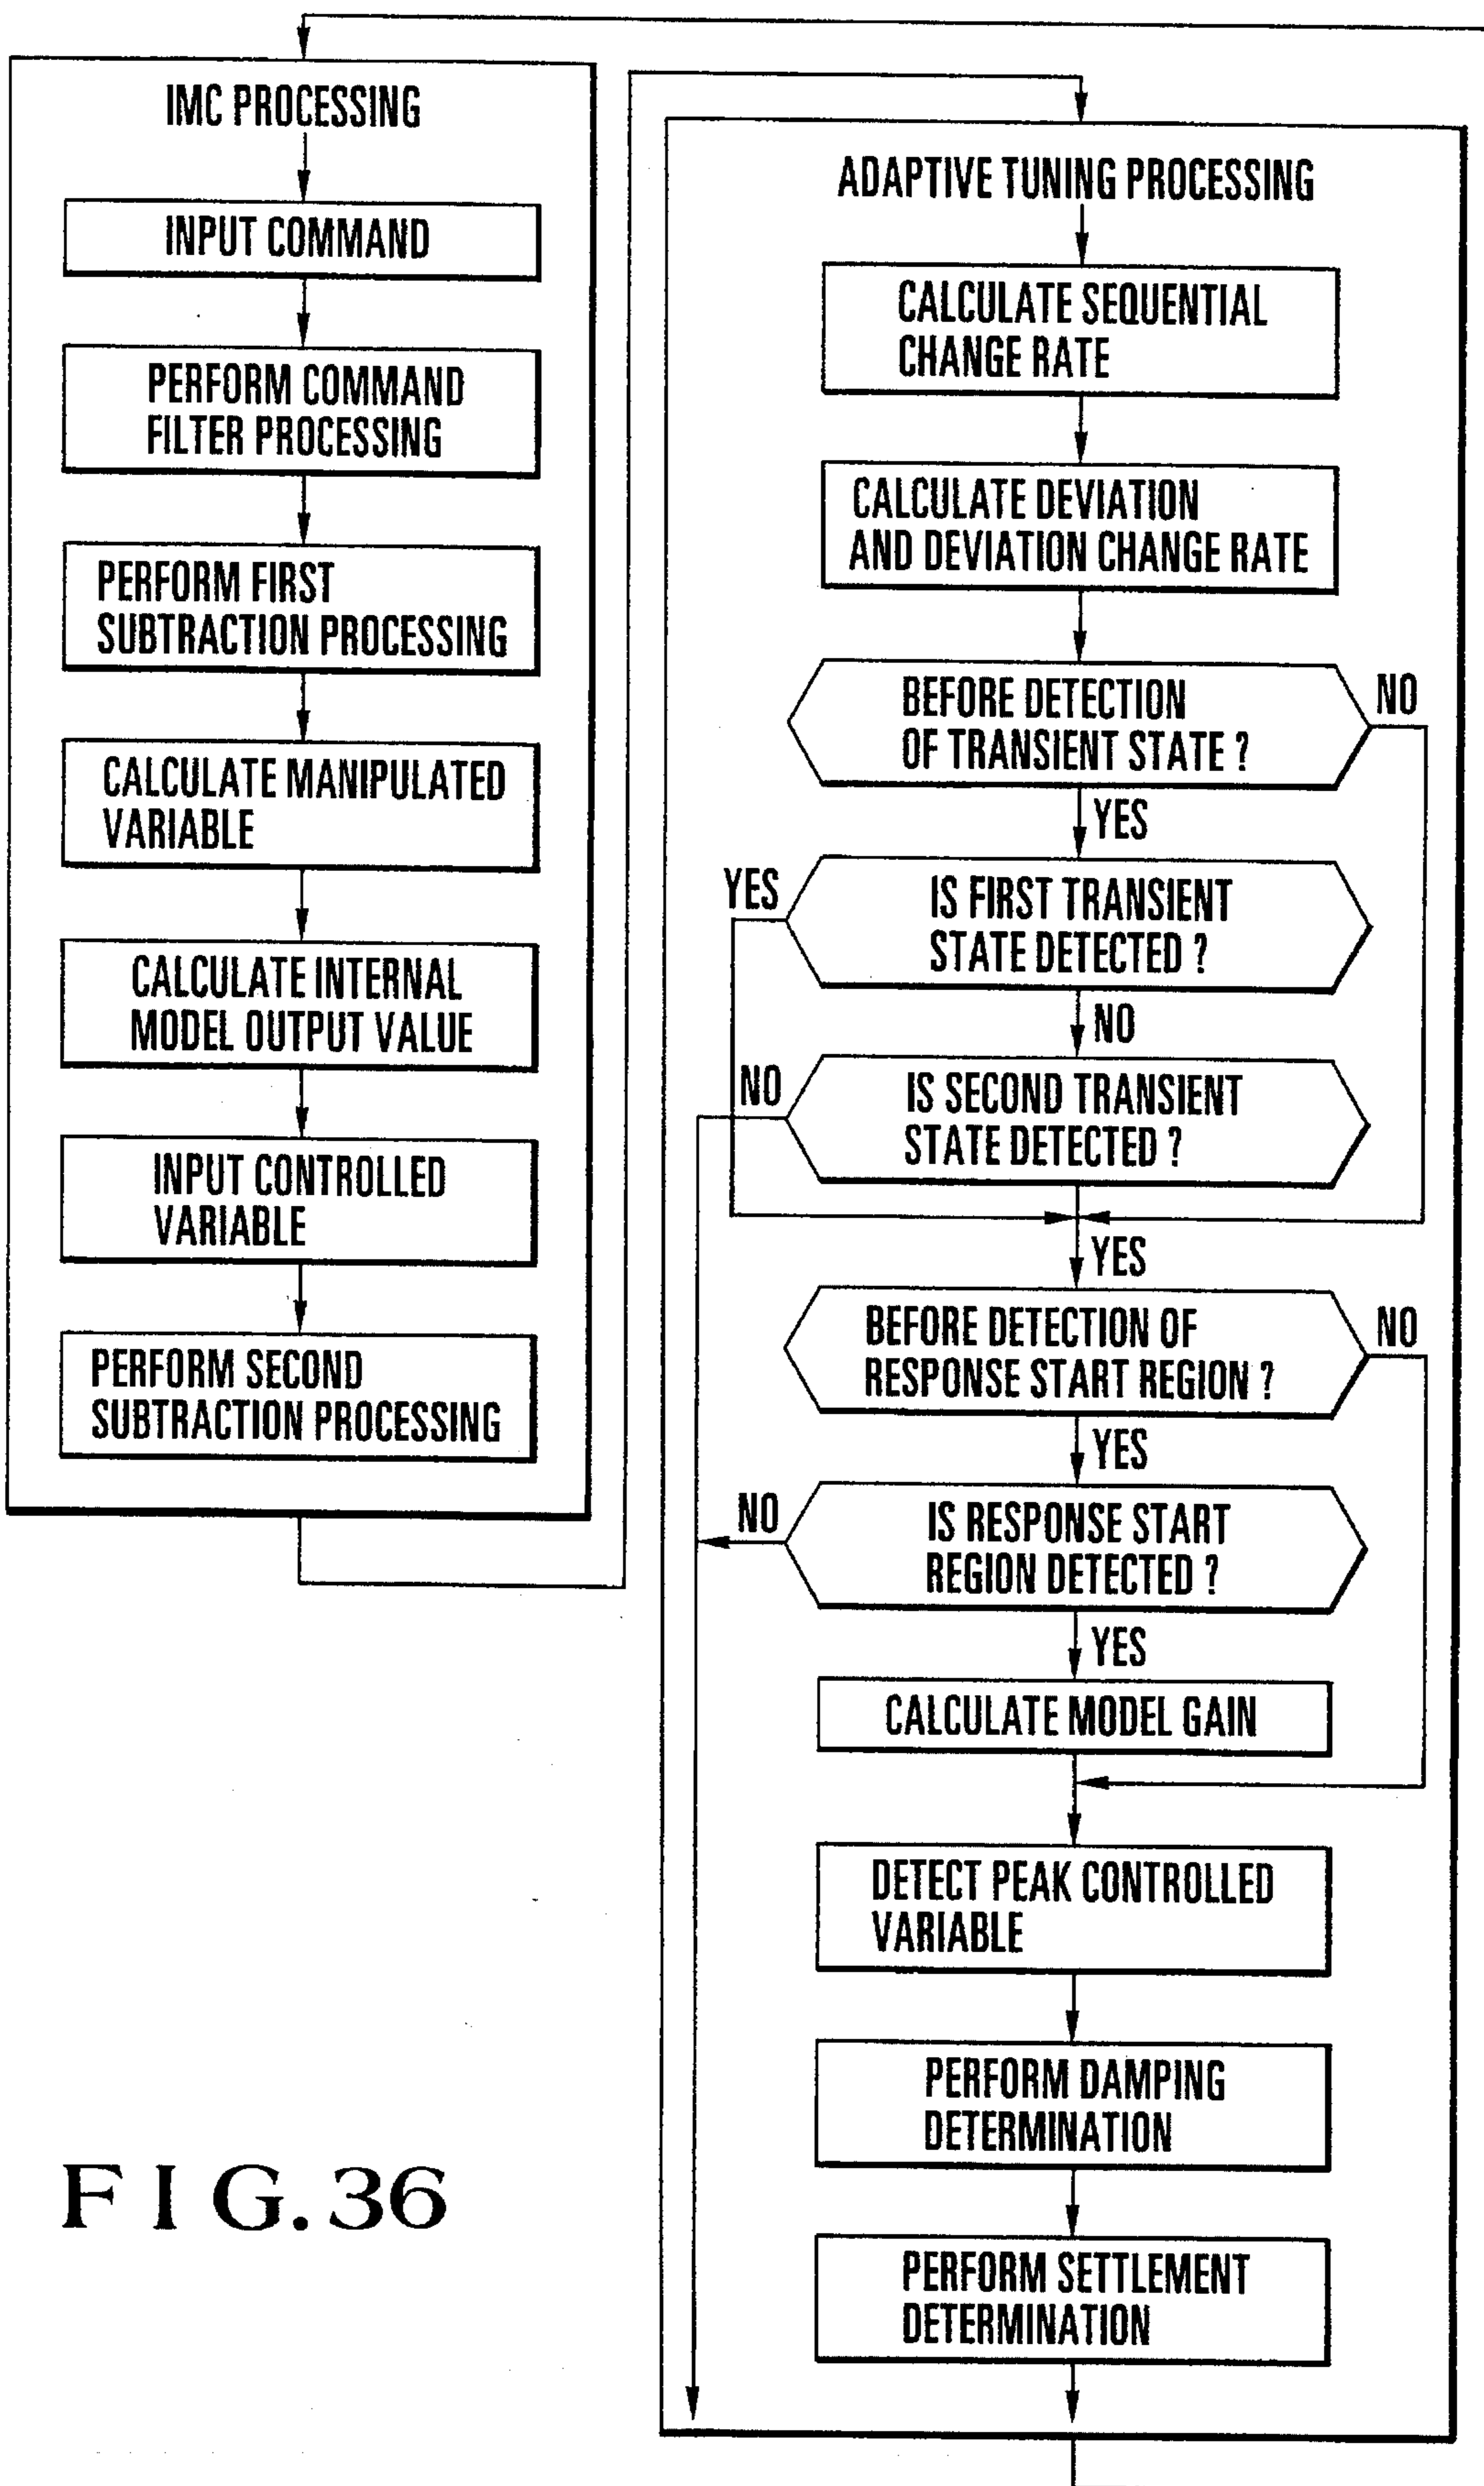 IMC PROCESSING
INPUT COMMAND
PERFORM COMMAND
FILTER PROCESSING
PERFORM FIRST
SUBTRACTION PROCESSING
CALCULATE MANIPULATED
VARIABLE
CALCULATE INTERNAL
MODEL OUTPUT VALUE
INPUT CONTROLLED
VARIABLE
PERFORM SECOND
SUBTRACTION PROCESSING
ADAPTIVE TUNING PROCESSING
CALCULATE SEQUENTIAL
CHANGE RATE
CALCULATE DEVIATION
AND DEVIATION CHANGE RATE
BEFORE DETECTION
OF TRANSIENT STATE ?
NO
YES
IS FIRST TRANSIENT
STATE DETECTED ?
YES
NO
IS SECOND TRANSIENT
STATE DETECTED ?
NO
YES
BEFORE DETECTION OF
RESPONSE START REGION ?
NO
YES
IS RESPONSE START
REGION DETECTED ?
NO
YES
CALCULATE MODEL GAIN
DETECT PEAK CONTROLLED
VARIABLE
PERFORM DAMPING
DETERMINATION
PERFORM SETTLEMENT
DETERMINATION
FIG.36